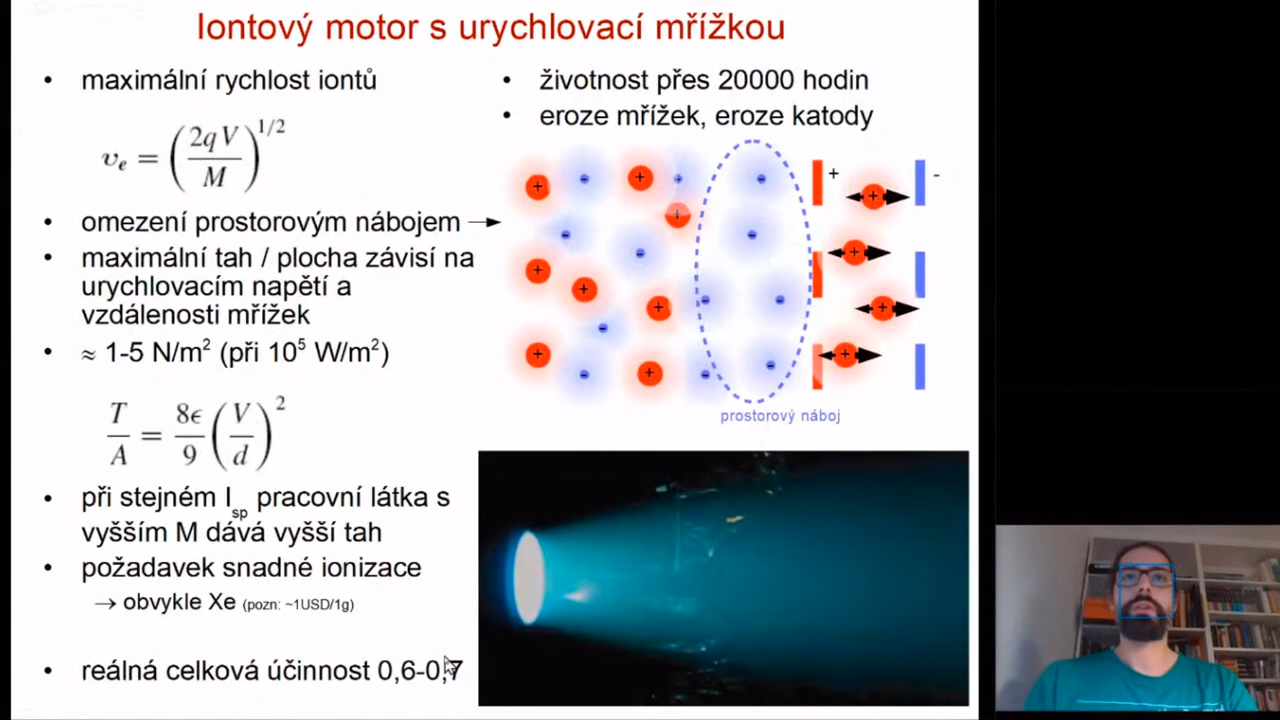 Iontový motor s urychlovací mřížkou
• maximální rychlost iontů
v_e = (2qV/M)^1/2
• omezení prostorovým nábojem →
• maximální tah / plocha závisí na
urychlovacím napětí a
vzdálenosti mřížek
• ≈ 1-5 N/m² (při 10⁵ W/m²)
T/A = 8ϵ/9 (V/d)²
• při stejném I_sp pracovní látka s
vyšším M dává vyšší tah
• požadavek snadné ionizace
→ obvykle Xe (pozn: ~1USD/1g)
• reálná celková účinnost 0,6-0,7
• životnost přes 20000 hodin
• eroze mřížek, eroze katody
+ -
prostorový náboj